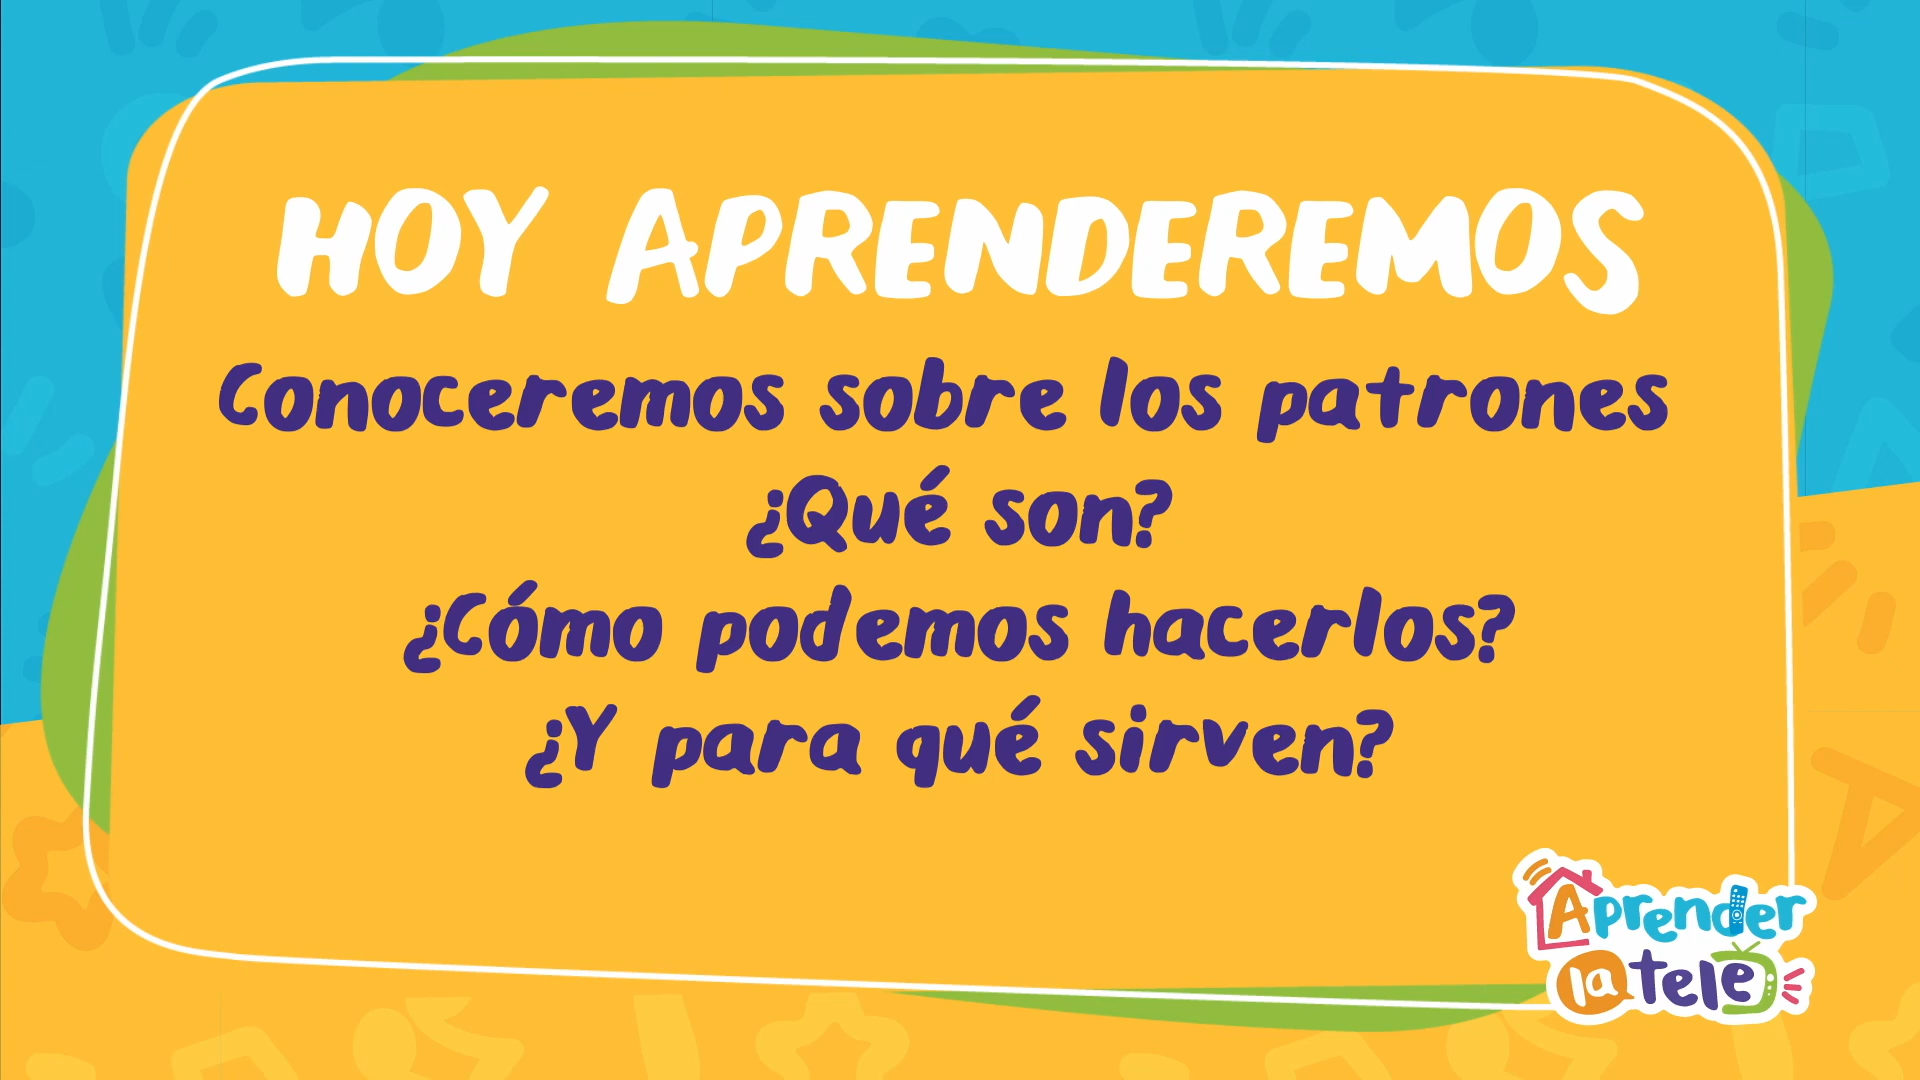 HOY APRENDEREMOS
Conoceremos sobre los patrones
¿Qué son?
¿Cómo podemos hacerlos?
¿Y para qué sirven?
Aprender
la tele